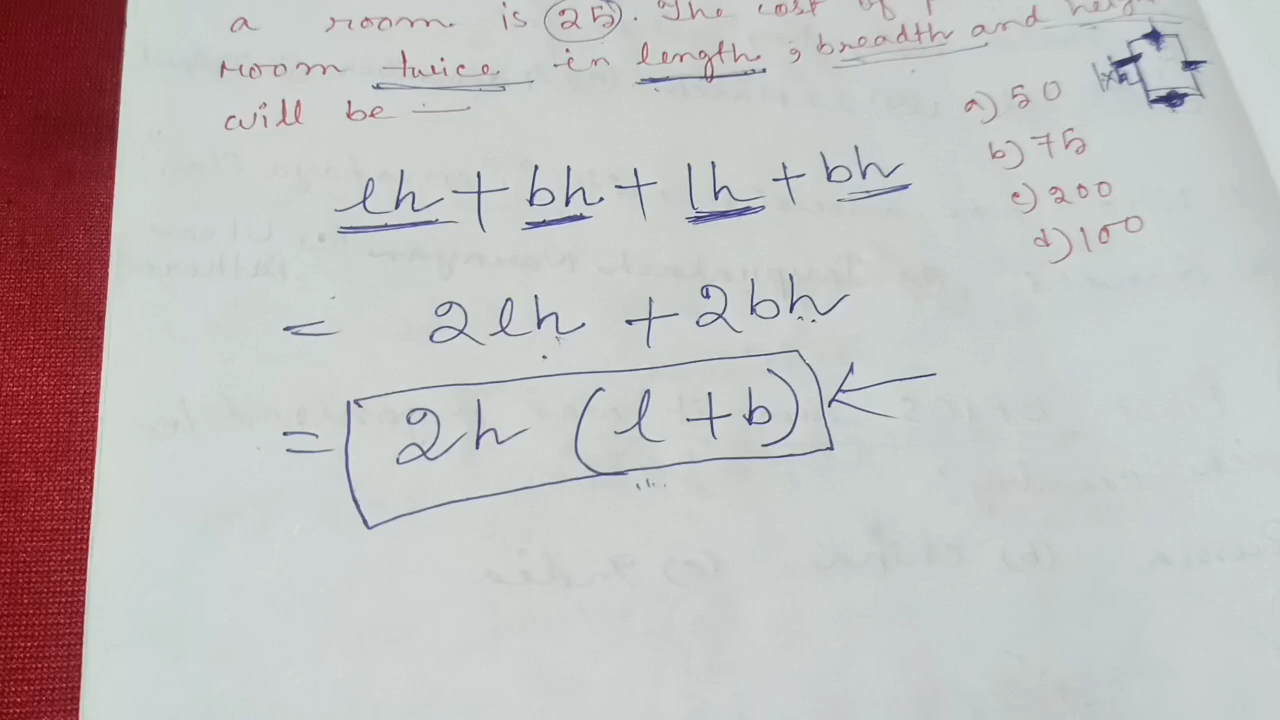 a room is 25. The cost of
room twice in length, breadth and height
will be —
a) 50
b) 75
c) 200
d) 100
lh + bh + lh + bh
= 2lh + 2bh
= 2h (l + b)